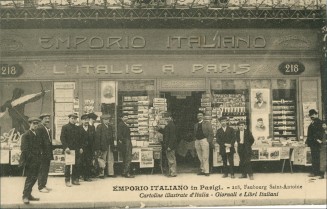 EMPORIO ITALIANO
218 L'ITALIE A PARIS 218
EMPORIO ITALIANO in Parigi. - 218, Faubourg Saint-Antoine
Cartoline illustrate d'Italia - Giornali e Libri Italiani